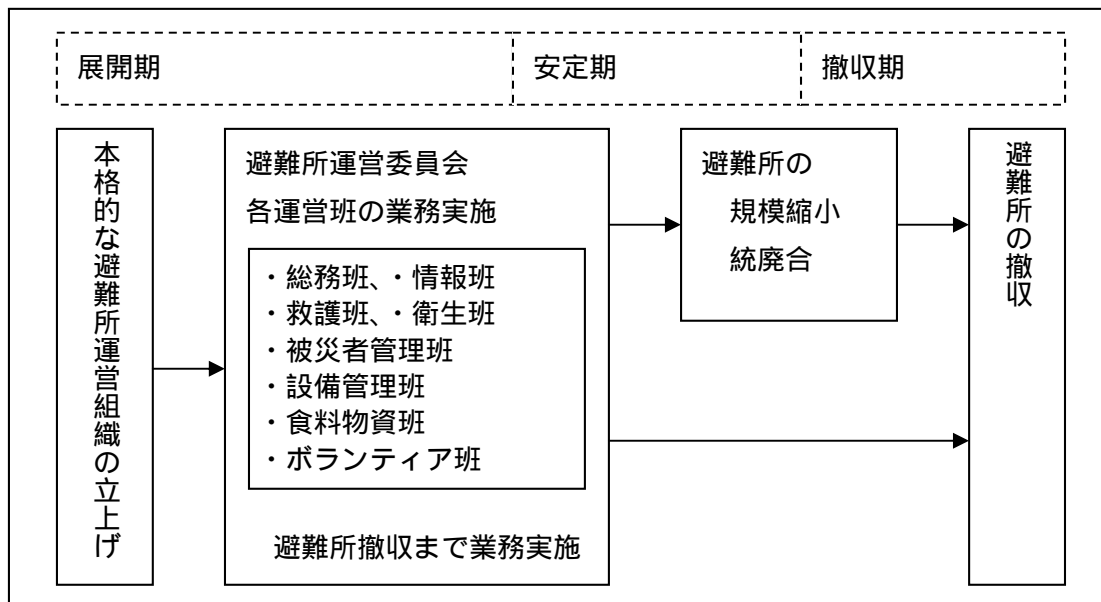 展開期
安定期
撤収期
本格的な避難所運営組織の立上げ
避難所運営委員会
各運営班の業務実施
・総務班、・情報班
・救護班、・衛生班
・被災者管理班
・設備管理班
・食料物資班
・ボランティア班
避難所撤収まで業務実施
避難所の
規模縮小
統廃合
避難所の撤収